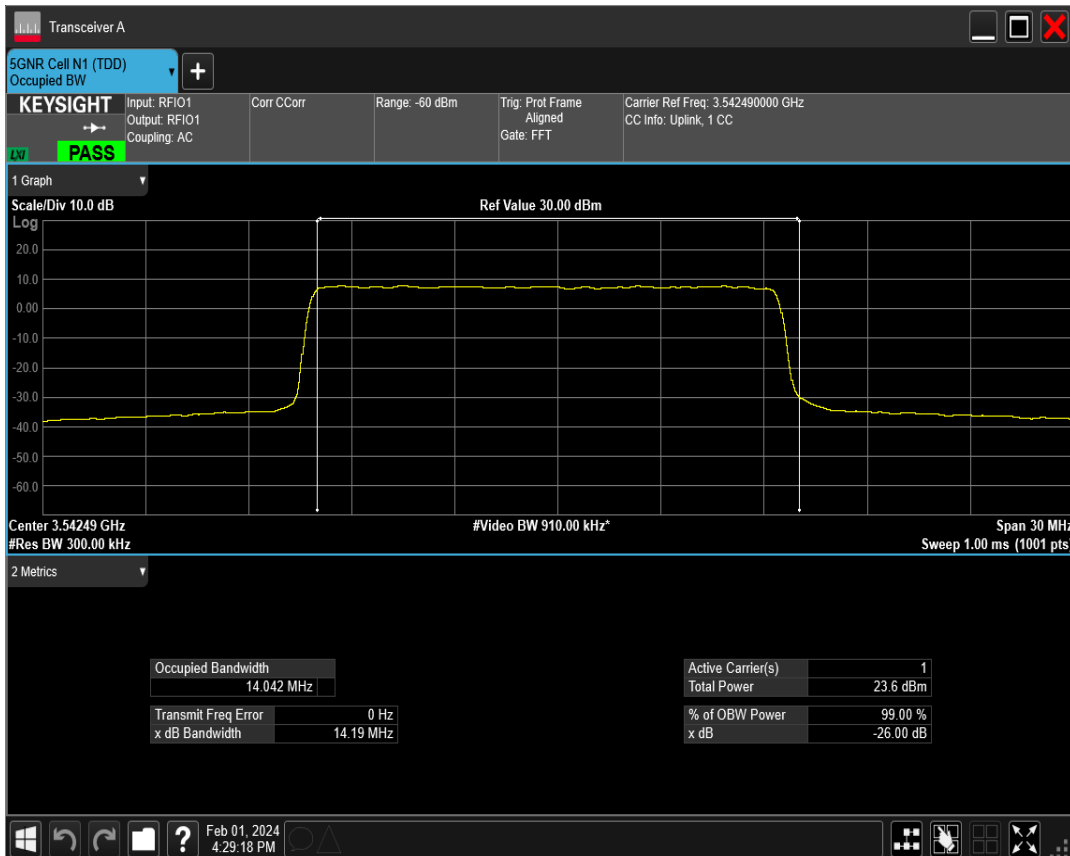 Transceiver A
5GNR Cell N1 (TDD)
Occupied BW
KEYSIGHT
LXI
PASS
Input: RFIO1
Output: RFIO1
Coupling: AC
Corr CCorr
Range: -60 dBm
Trig: Prot Frame
Aligned
Gate: FFT
Carrier Ref Freq: 3.542490000 GHz
CC Info: Uplink, 1 CC
1 Graph
Scale/Div 10.0 dB
Ref Value 30.00 dBm
Log
20.0
10.0
0.00
-10.0
-20.0
-30.0
-40.0
-50.0
-60.0
Center 3.54249 GHz
#Video BW 910.00 kHz*
Span 30 MHz
#Res BW 300.00 kHz
Sweep 1.00 ms (1001 pts)
2 Metrics
Occupied Bandwidth
14.042 MHz
Transmit Freq Error 0 Hz
x dB Bandwidth 14.19 MHz
Active Carrier(s) 1
Total Power 23.6 dBm
% of OBW Power 99.00 %
x dB -26.00 dB
?
Feb 01, 2024
4:29:18 PM